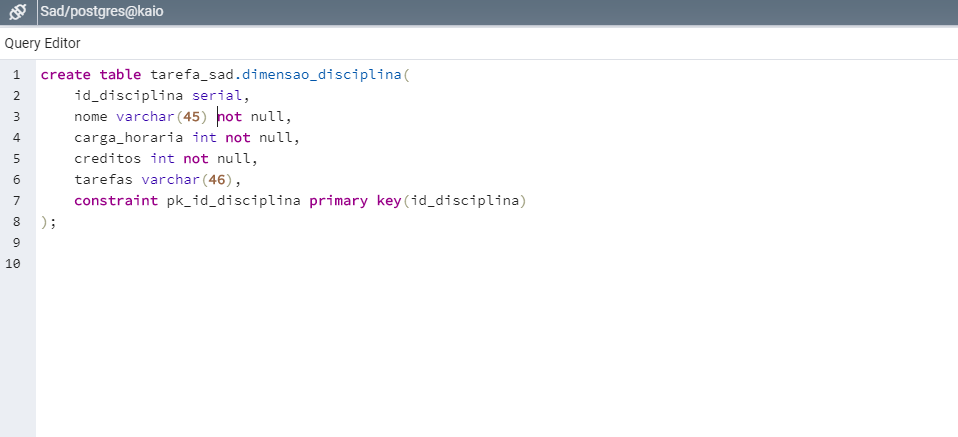 Sad/postgres@kaio
Query Editor
1 create table tarefa_sad.dimensao_disciplina(
2 id_disciplina serial,
3 nome varchar(45) not null,
4 carga_horaria int not null,
5 creditos int not null,
6 tarefas varchar(46),
7 constraint pk_id_disciplina primary key(id_disciplina)
8 );
9
10